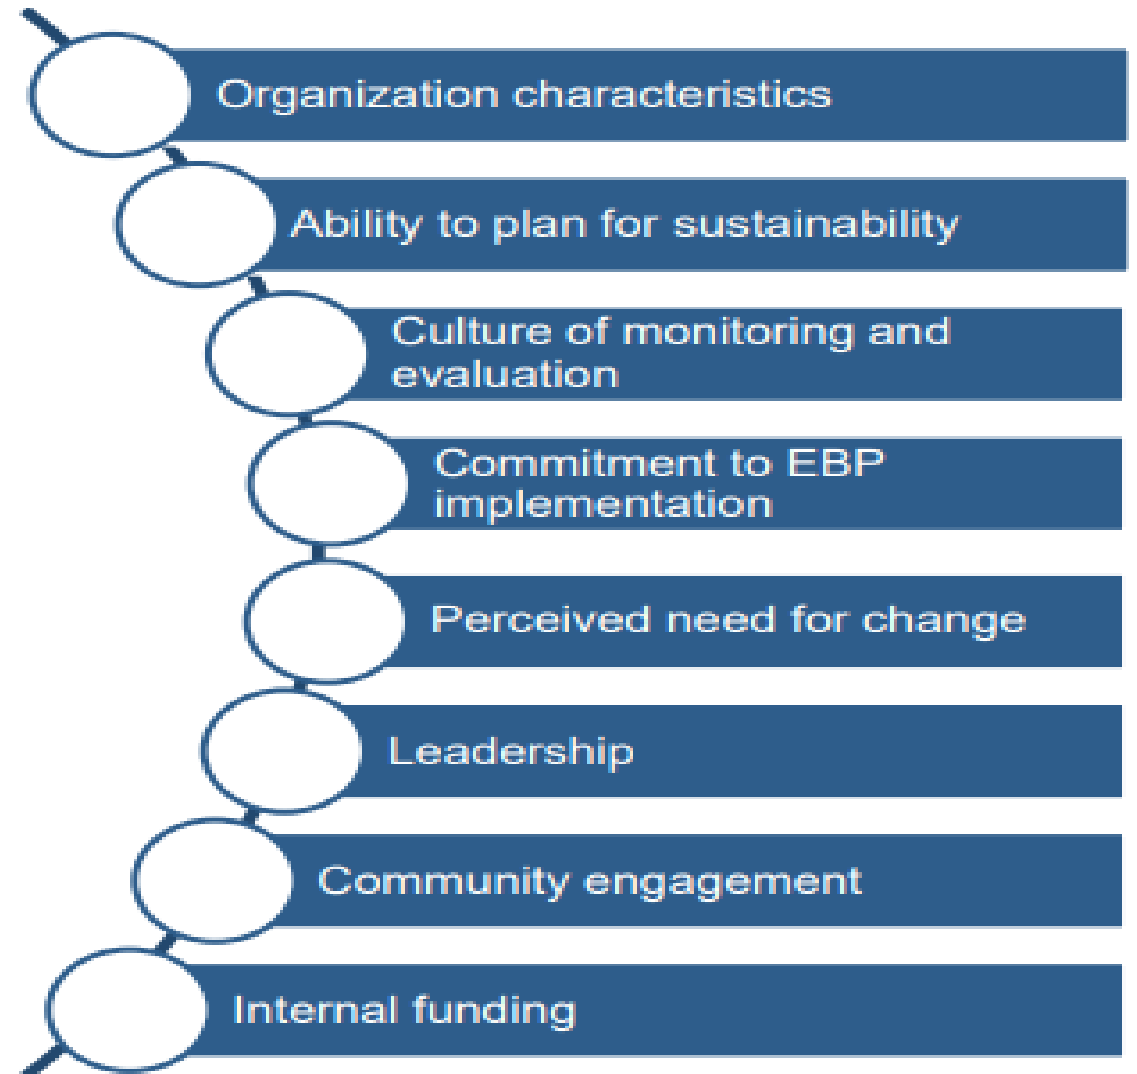 Organization characteristics
Ability to plan for sustainability
Culture of monitoring and
evaluation
Commitment to EBP
implementation
Perceived need for change
Leadership
Community engagement
Internal funding